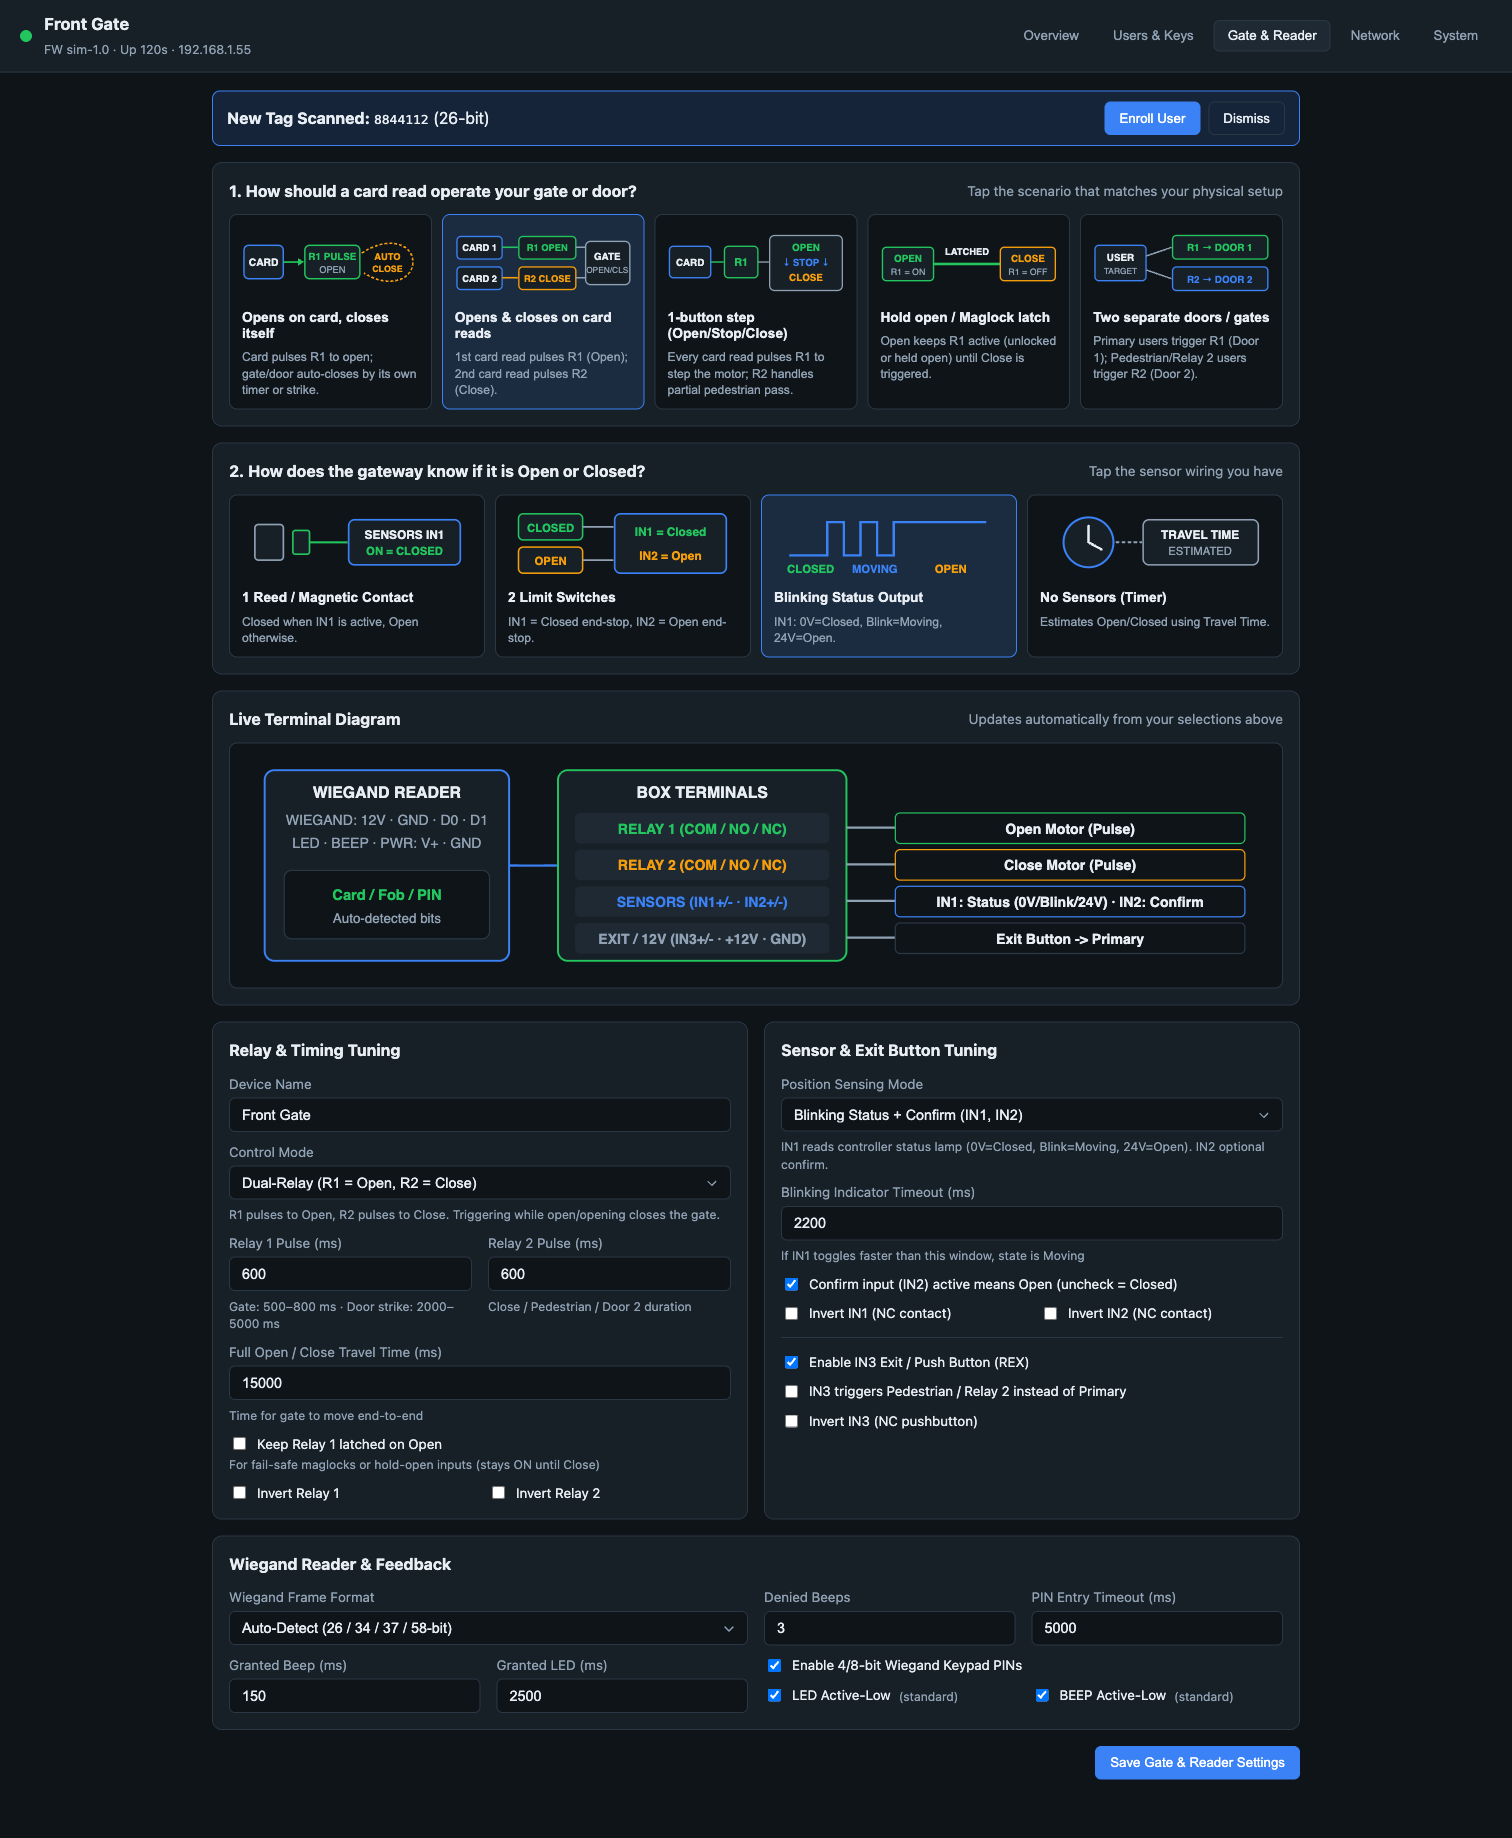 Front Gate
FW sim-1.0 · Up 120s · 192.168.1.55
Overview
Users & Keys
Gate & Reader
Network
System
New Tag Scanned: 8844112 (26-bit)
Enroll User
Dismiss
1. How should a card read operate your gate or door?
Tap the scenario that matches your physical setup
CARD
R1 PULSE
OPEN
AUTO
CLOSE
Opens on card, closes
itself
Card pulses R1 to open;
gate/door auto-closes by its own
timer or strike.
CARD 1
R1 OPEN
CARD 2
R2 CLOSE
GATE
OPEN/CLS
Opens & closes on card
reads
1st card read pulses R1 (Open);
2nd card read pulses R2
(Close).
CARD
R1
OPEN
↓ STOP ↓
CLOSE
1-button step
(Open/Stop/Close)
Every card read pulses R1 to
step the motor; R2 handles
partial pedestrian pass.
OPEN
R1 = ON
LATCHED
CLOSE
R1 = OFF
Hold open / Maglock latch
Open keeps R1 active (unlocked
or held open) until Close is
triggered.
USER
TARGET
R1 → DOOR 1
R2 → DOOR 2
Two separate doors / gates
Primary users trigger R1 (Door
1); Pedestrian/Relay 2 users
trigger R2 (Door 2).
2. How does the gateway know if it is Open or Closed?
Tap the sensor wiring you have
SENSORS IN1
ON = CLOSED
1 Reed / Magnetic Contact
Closed when IN1 is active, Open
otherwise.
CLOSED
OPEN
IN1 = Closed
IN2 = Open
2 Limit Switches
IN1 = Closed end-stop, IN2 = Open end-
stop.
CLOSED
MOVING
OPEN
Blinking Status Output
IN1: 0V=Closed, Blink=Moving,
24V=Open.
TRAVEL TIME
ESTIMATED
No Sensors (Timer)
Estimates Open/Closed using Travel Time.
Live Terminal Diagram
Updates automatically from your selections above
WIEGAND READER
WIEGAND: 12V · GND · D0 · D1
LED · BEEP · PWR: V+ · GND
Card / Fob / PIN
Auto-detected bits
BOX TERMINALS
RELAY 1 (COM / NO / NC)
RELAY 2 (COM / NO / NC)
SENSORS (IN1+/- · IN2+/-)
EXIT / 12V (IN3+/- · +12V · GND)
Open Motor (Pulse)
Close Motor (Pulse)
IN1: Status (0V/Blink/24V) · IN2: Confirm
Exit Button -> Primary
Relay & Timing Tuning
Device Name
Front Gate
Control Mode
Dual-Relay (R1 = Open, R2 = Close)
R1 pulses to Open, R2 pulses to Close. Triggering while open/opening closes the gate.
Relay 1 Pulse (ms)
Relay 2 Pulse (ms)
600
600
Gate: 500–800 ms · Door strike: 2000–
5000 ms
Close / Pedestrian / Door 2 duration
Full Open / Close Travel Time (ms)
15000
Time for gate to move end-to-end
Keep Relay 1 latched on Open
For fail-safe maglocks or hold-open inputs (stays ON until Close)
Invert Relay 1
Invert Relay 2
Sensor & Exit Button Tuning
Position Sensing Mode
Blinking Status + Confirm (IN1, IN2)
IN1 reads controller status lamp (0V=Closed, Blink=Moving, 24V=Open). IN2 optional
confirm.
Blinking Indicator Timeout (ms)
2200
If IN1 toggles faster than this window, state is Moving
Confirm input (IN2) active means Open (uncheck = Closed)
Invert IN1 (NC contact)
Invert IN2 (NC contact)
Enable IN3 Exit / Push Button (REX)
IN3 triggers Pedestrian / Relay 2 instead of Primary
Invert IN3 (NC pushbutton)
Wiegand Reader & Feedback
Wiegand Frame Format
Denied Beeps
PIN Entry Timeout (ms)
Auto-Detect (26 / 34 / 37 / 58-bit)
3
5000
Granted Beep (ms)
Granted LED (ms)
Enable 4/8-bit Wiegand Keypad PINs
150
2500
LED Active-Low (standard)
BEEP Active-Low (standard)
Save Gate & Reader Settings